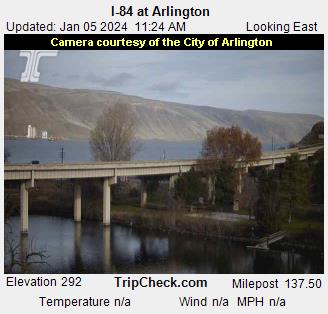 I-84 at Arlington
Updated: Jan 05 2024 11:24 AM Looking East
Camera courtesy of the City of Arlington
Elevation 292 TripCheck.com Milepost 137.50
Temperature n/a Wind n/a MPH n/a